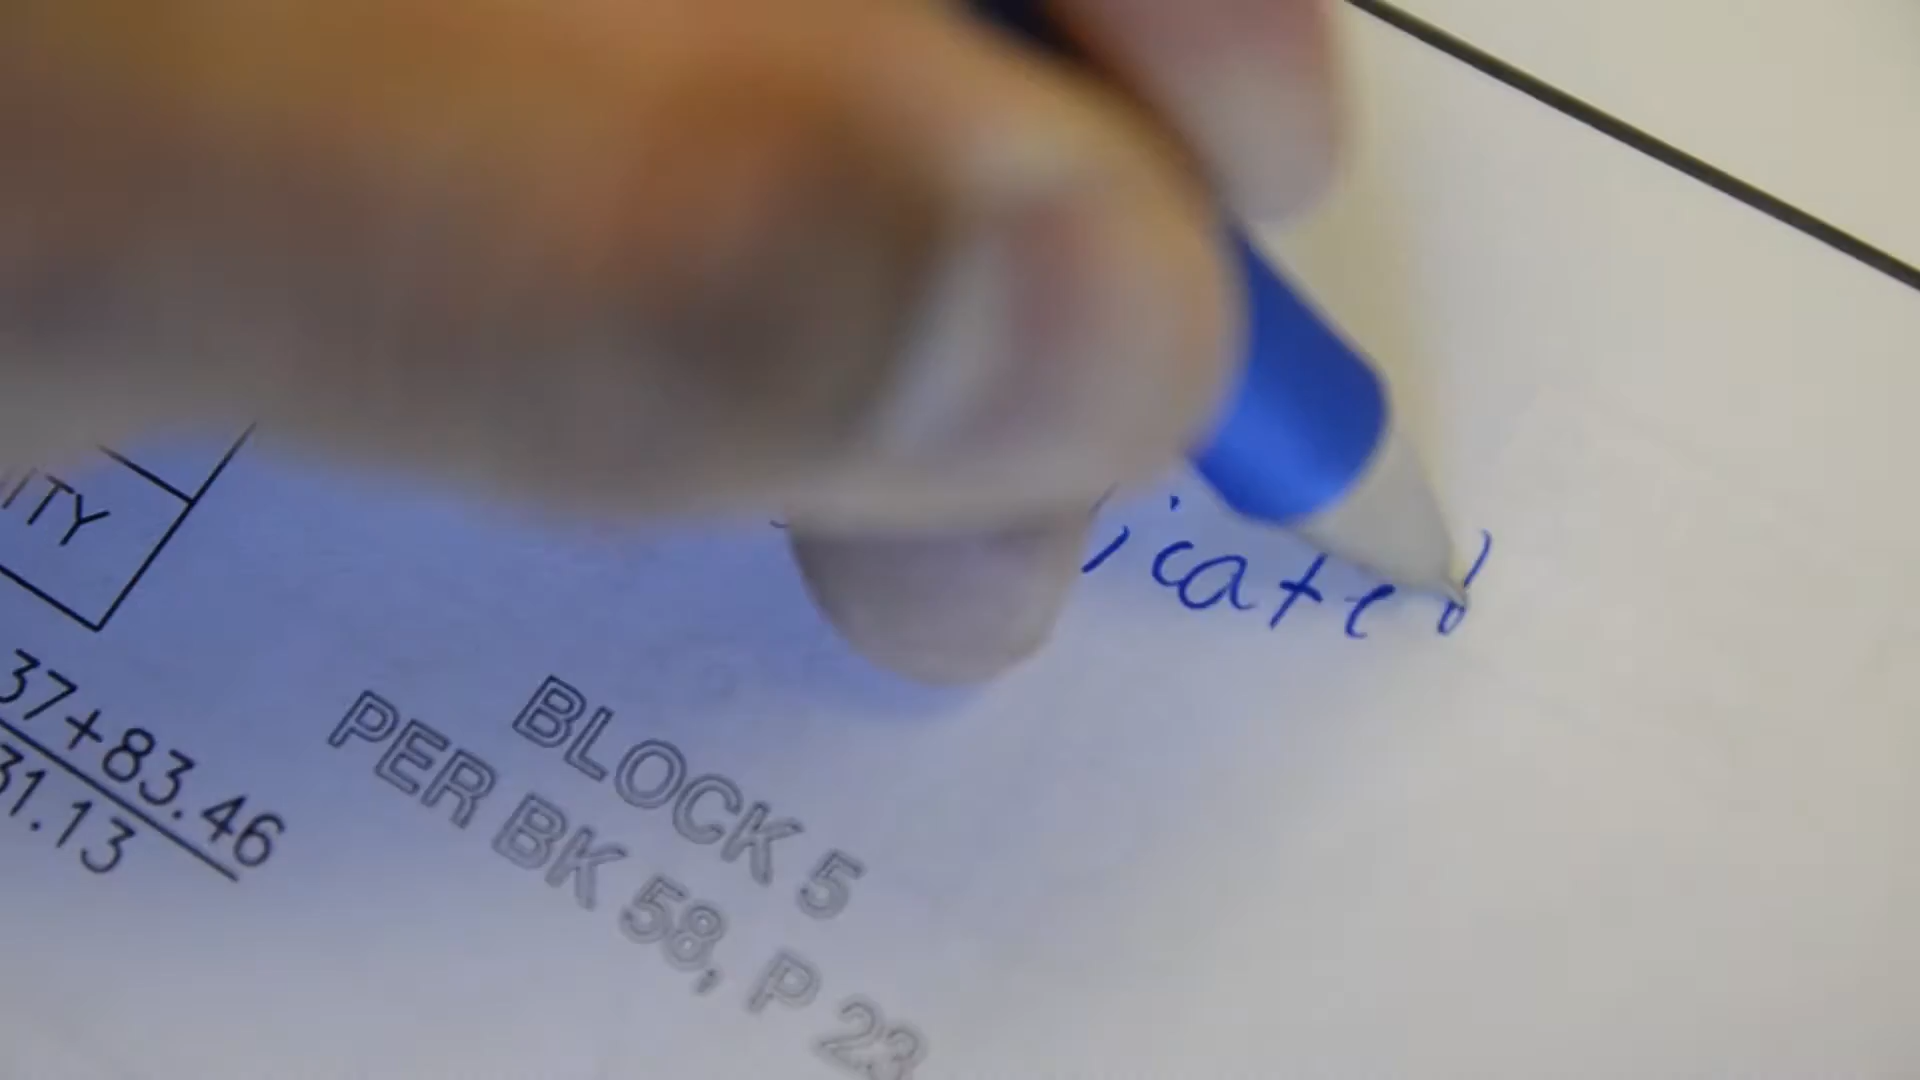 ITY
37+83.46
31.13
BLOCK 5
PER BK 58, P 23
icated